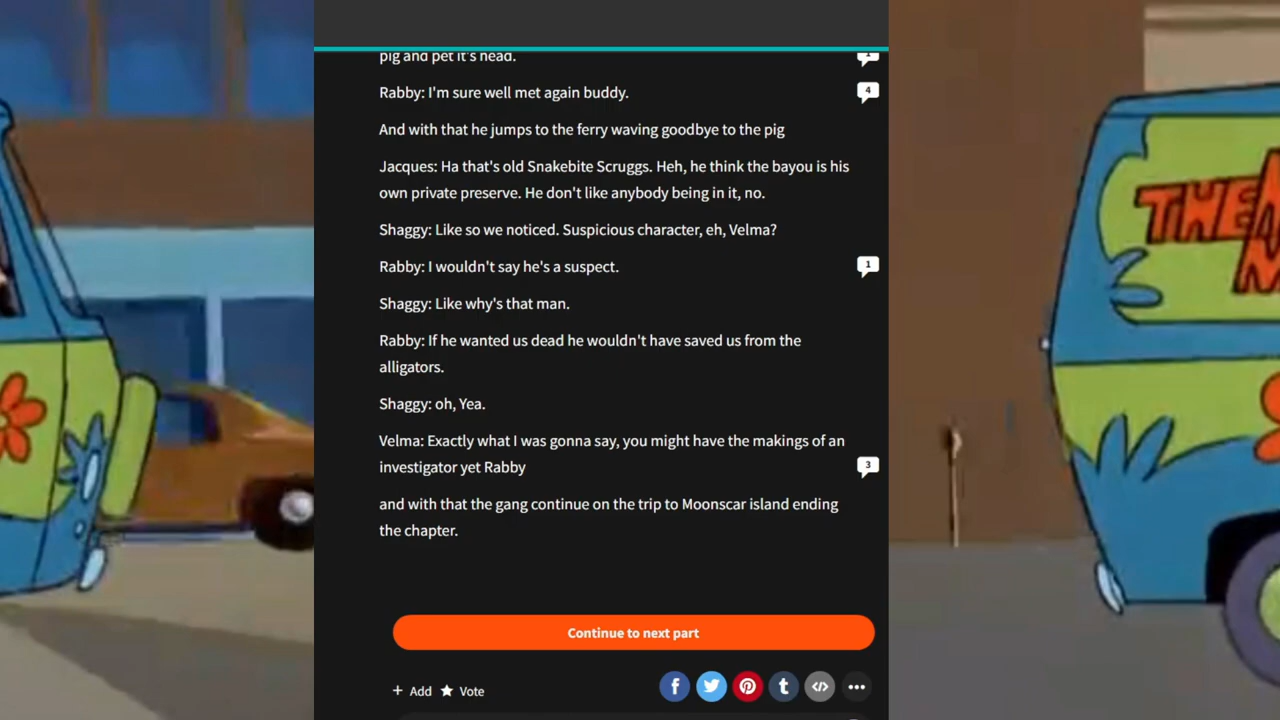 pig and pet it's head.
1
Rabby: I'm sure well met again buddy.
4
And with that he jumps to the ferry waving goodbye to the pig
Jacques: Ha that's old Snakebite Scruggs. Heh, he think the bayou is his
own private preserve. He don't like anybody being in it, no.
Shaggy: Like so we noticed. Suspicious character, eh, Velma?
Rabby: I wouldn't say he's a suspect.
1
Shaggy: Like why's that man.
Rabby: If he wanted us dead he wouldn't have saved us from the
alligators.
Shaggy: oh, Yea.
Velma: Exactly what I was gonna say, you might have the makings of an
investigator yet Rabby
3
and with that the gang continue on the trip to Moonscar island ending
the chapter.
Continue to next part
+ Add ★ Vote
THE